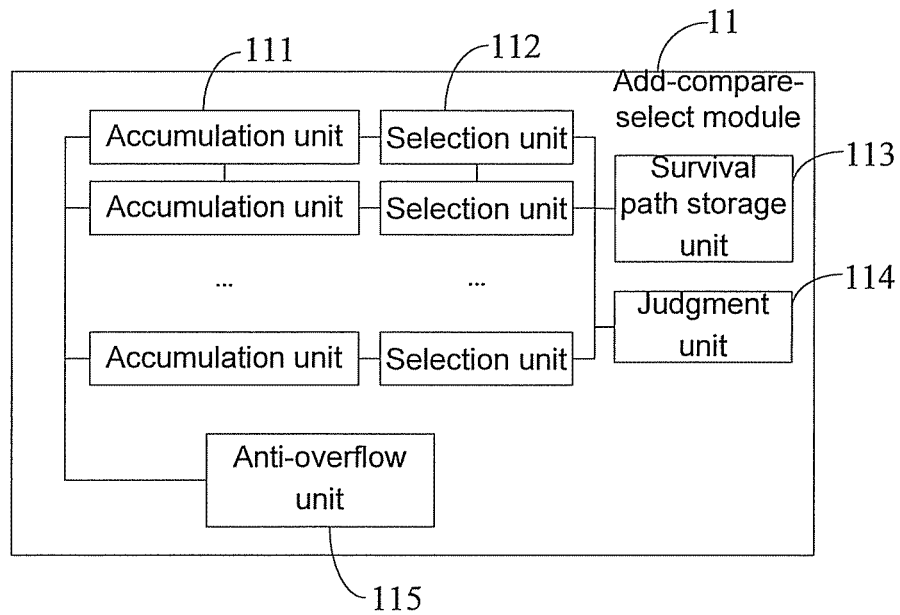 111
112
11
Add-compare-
select module
Accumulation unit
Selection unit
113
Survival
path storage
unit
Accumulation unit
Selection unit
...
...
114
Judgment
unit
Accumulation unit
Selection unit
Anti-overflow
unit
115